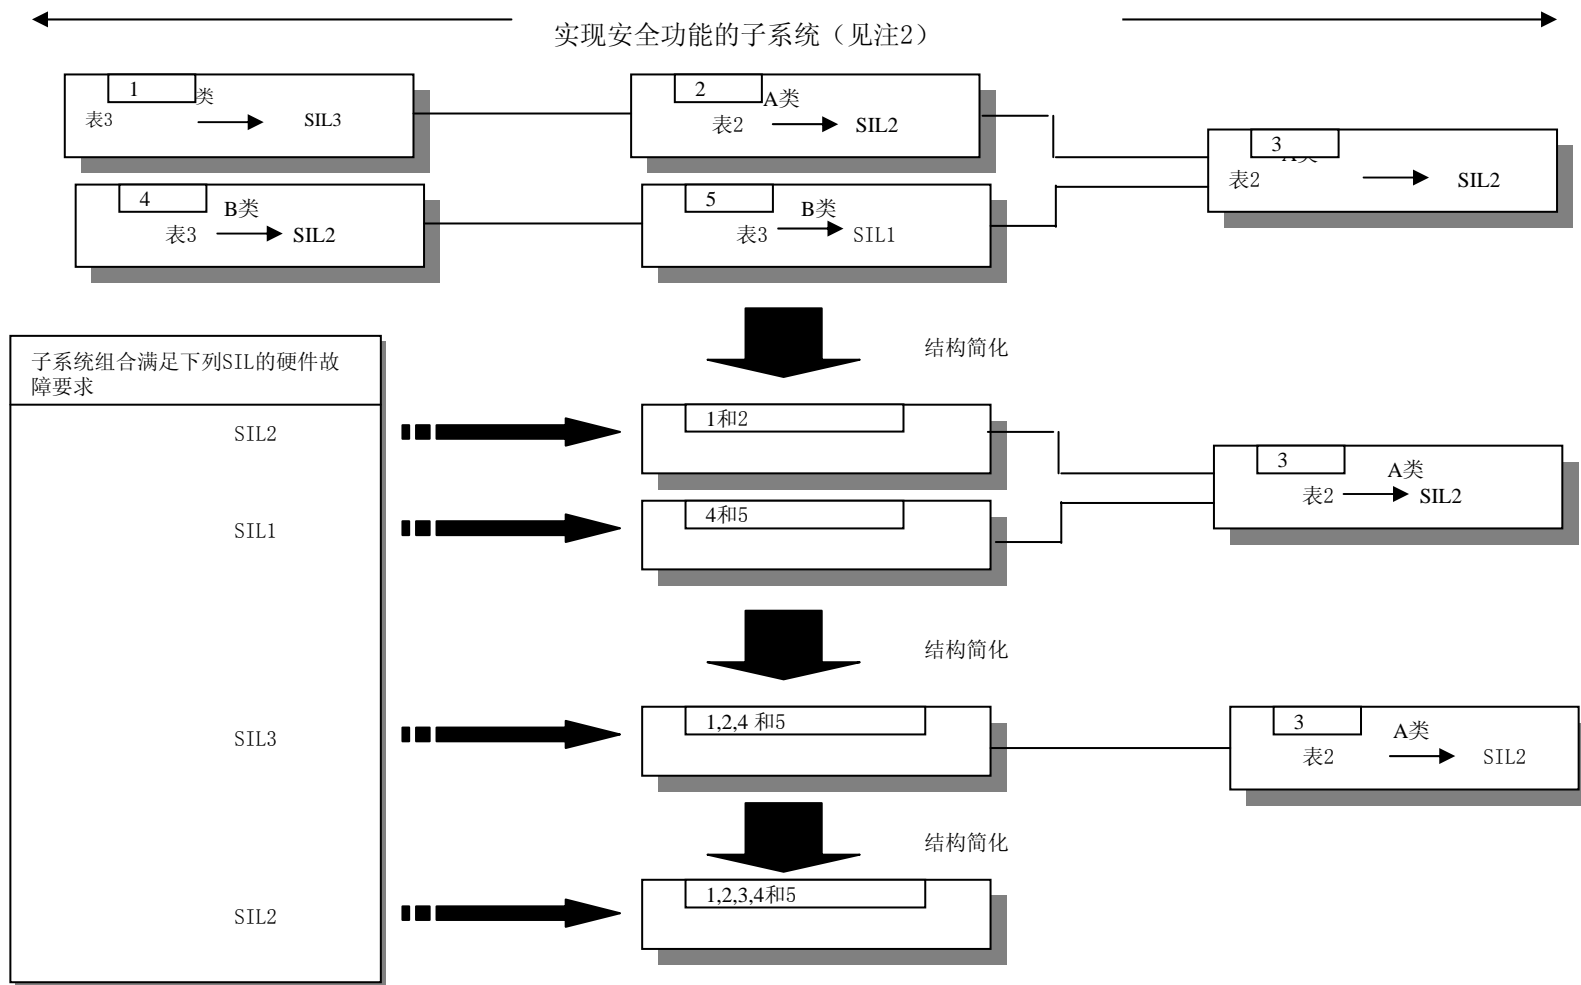 实现安全功能的子系统（见注2）
1
类
表3
SIL3
2
A类
表2
SIL2
3
表2
SIL2
4
B类
表3
SIL2
5
B类
表3
SIL1
结构简化
子系统组合满足下列SIL的硬件故
障要求
SIL2
1和2
3
A类
表2
SIL2
SIL1
4和5
结构简化
SIL3
1,2,4 和5
3
A类
表2
SIL2
结构简化
SIL2
1,2,3,4和5